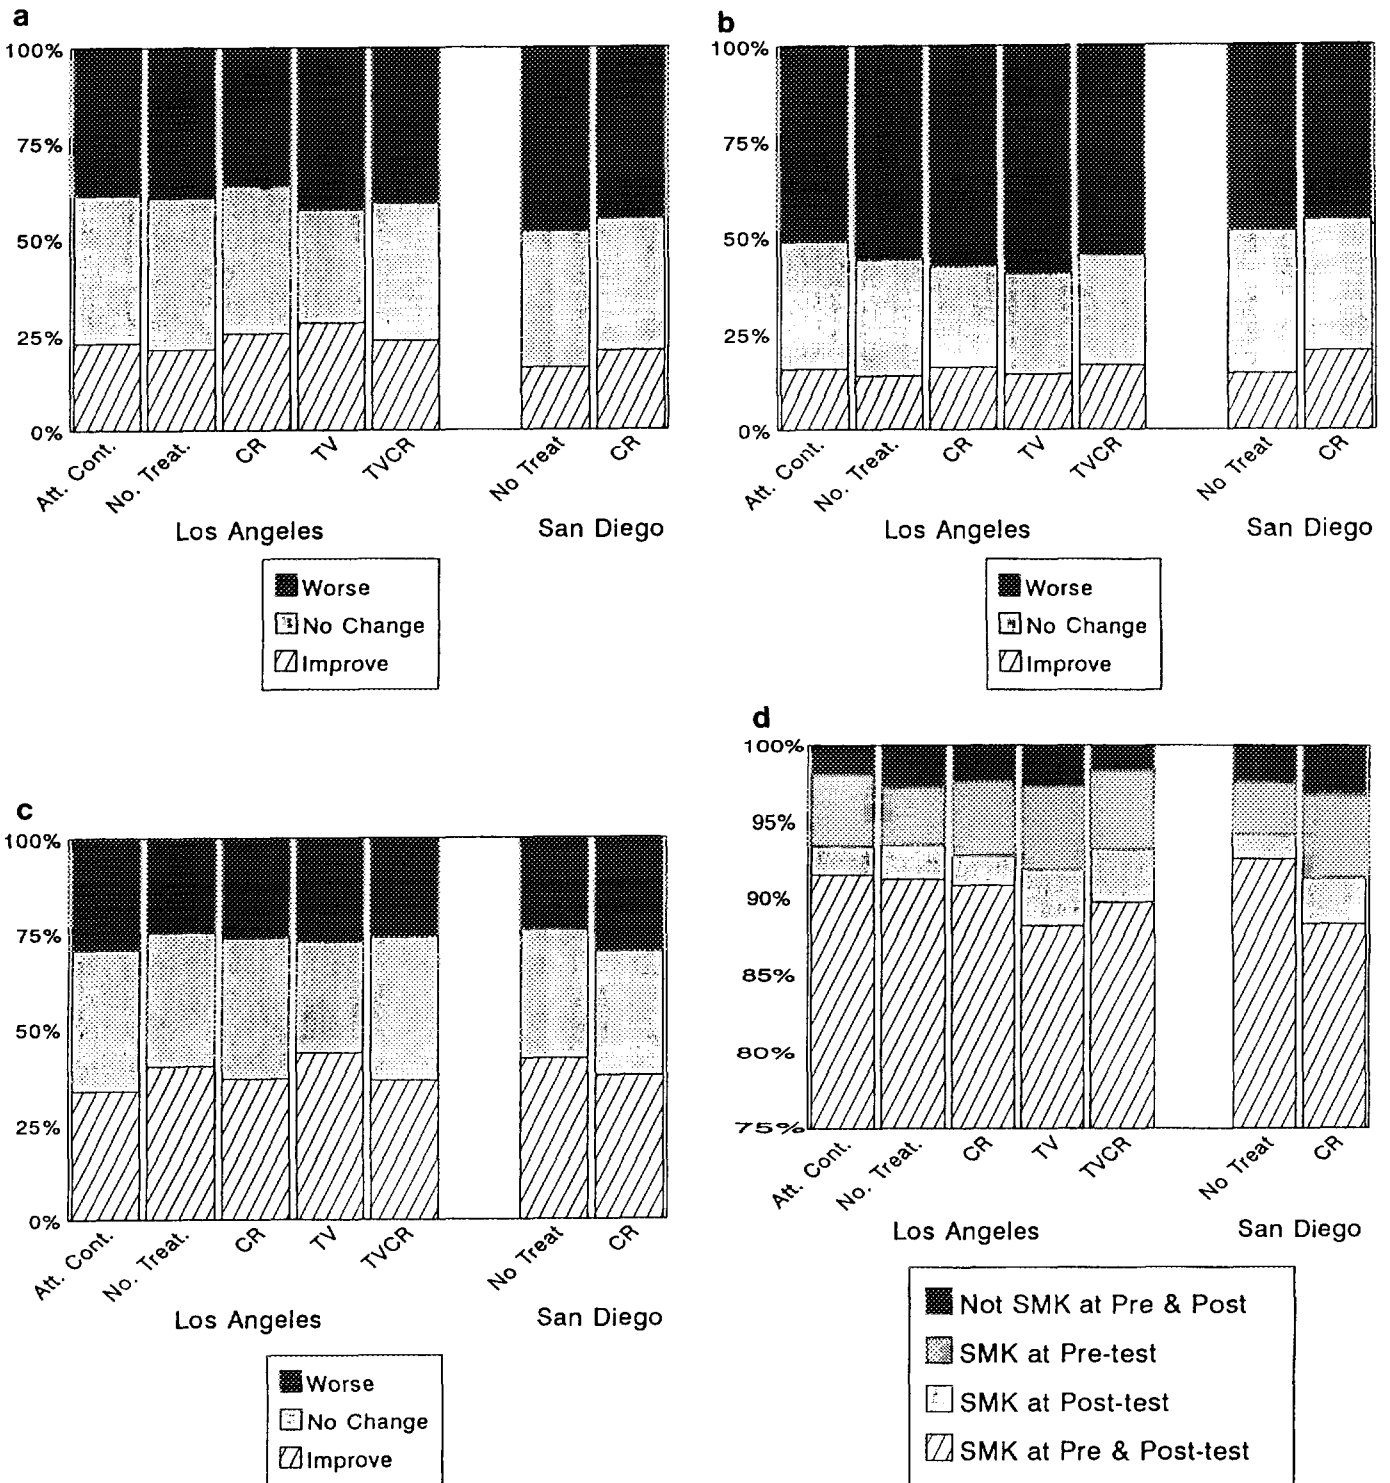 a
100%
75%
50%
25%
0%
Att. Cont.
No. Treat.
CR
TV
TVCR
No Treat
CR
Los Angeles
San Diego
Worse
No Change
Improve
b
100%
75%
50%
25%
0%
Att. Cont.
No. Treat.
CR
TV
TVCR
No Treat
CR
Los Angeles
San Diego
Worse
No Change
Improve
c
100%
75%
50%
25%
0%
Att. Cont.
No. Treat.
CR
TV
TVCR
No Treat
CR
Los Angeles
San Diego
Worse
No Change
Improve
d
100%
95%
90%
85%
80%
75%
Att. Cont.
No. Treat.
CR
TV
TVCR
No Treat
CR
Los Angeles
San Diego
Not SMK at Pre & Post
SMK at Pre-test
SMK at Post-test
SMK at Pre & Post-test